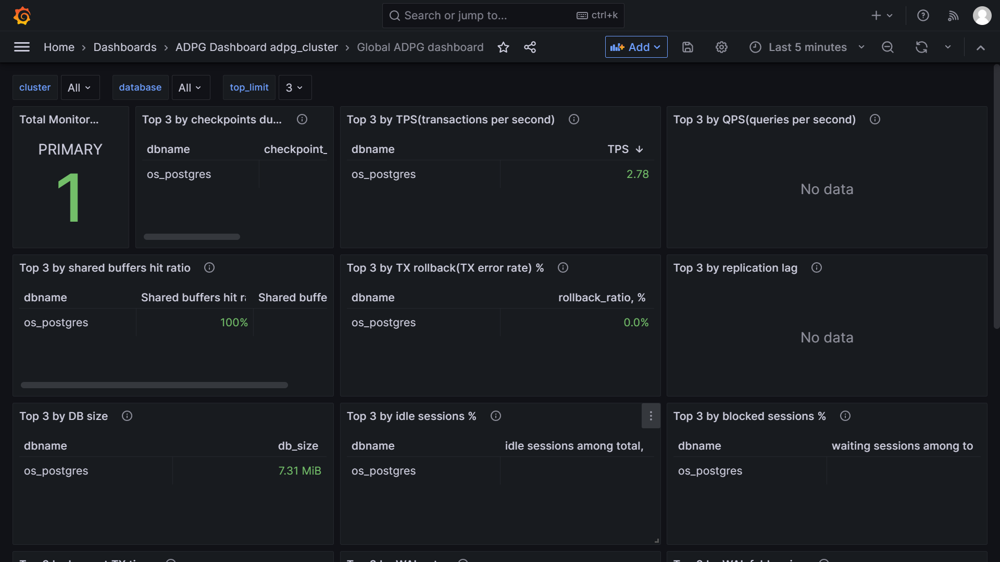 Search or jump to...
ctrl+k
Home
Dashboards
ADPG Dashboard adpg_cluster
Global ADPG dashboard
Add
Last 5 minutes
cluster
All
database
All
top_limit
3
Total Monitor...
PRIMARY
1
Top 3 by checkpoints du...
dbname
checkpoint_
os_postgres
Top 3 by TPS(transactions per second)
dbname
TPS
os_postgres
2.78
Top 3 by QPS(queries per second)
No data
Top 3 by shared buffers hit ratio
dbname
Shared buffers hit
Shared buffe
os_postgres
100%
Top 3 by TX rollback(TX error rate) %
dbname
rollback_ratio, %
os_postgres
0.0%
Top 3 by replication lag
No data
Top 3 by DB size
dbname
db_size
os_postgres
7.31 MiB
Top 3 by idle sessions %
dbname
idle sessions among total,
os_postgres
Top 3 by blocked sessions %
dbname
waiting sessions among to
os_postgres